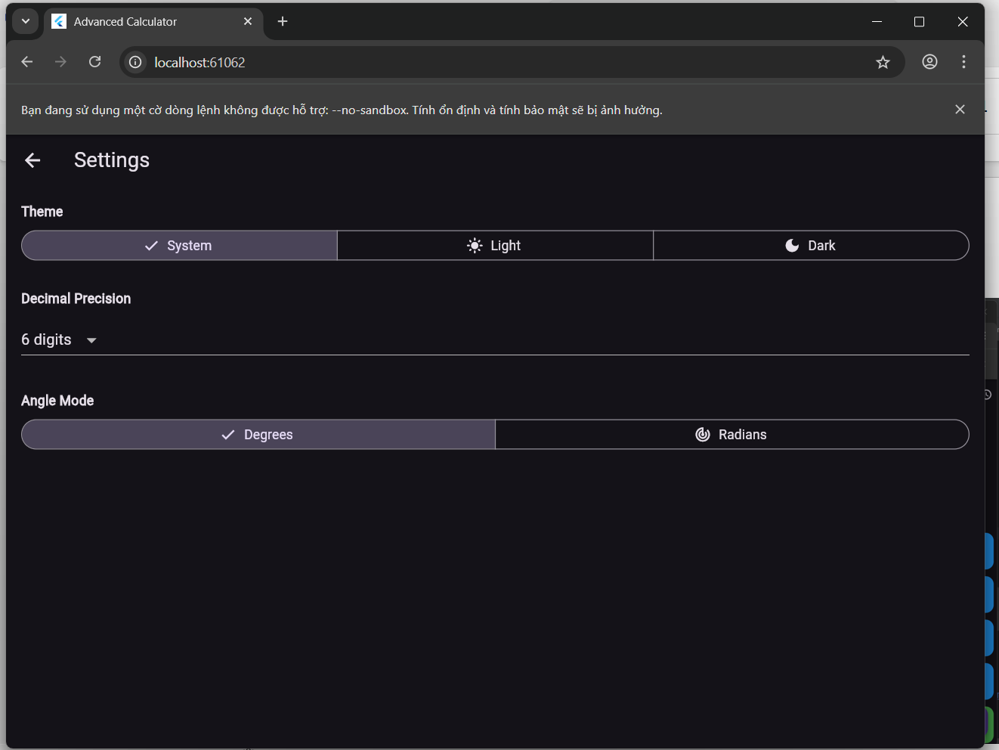 Advanced Calculator
localhost:61062
Bạn đang sử dụng một cờ dòng lệnh không được hỗ trợ: --no-sandbox. Tính ổn định và tính bảo mật sẽ bị ảnh hưởng.
Settings
Theme
System
Light
Dark
Decimal Precision
6 digits
Angle Mode
Degrees
Radians